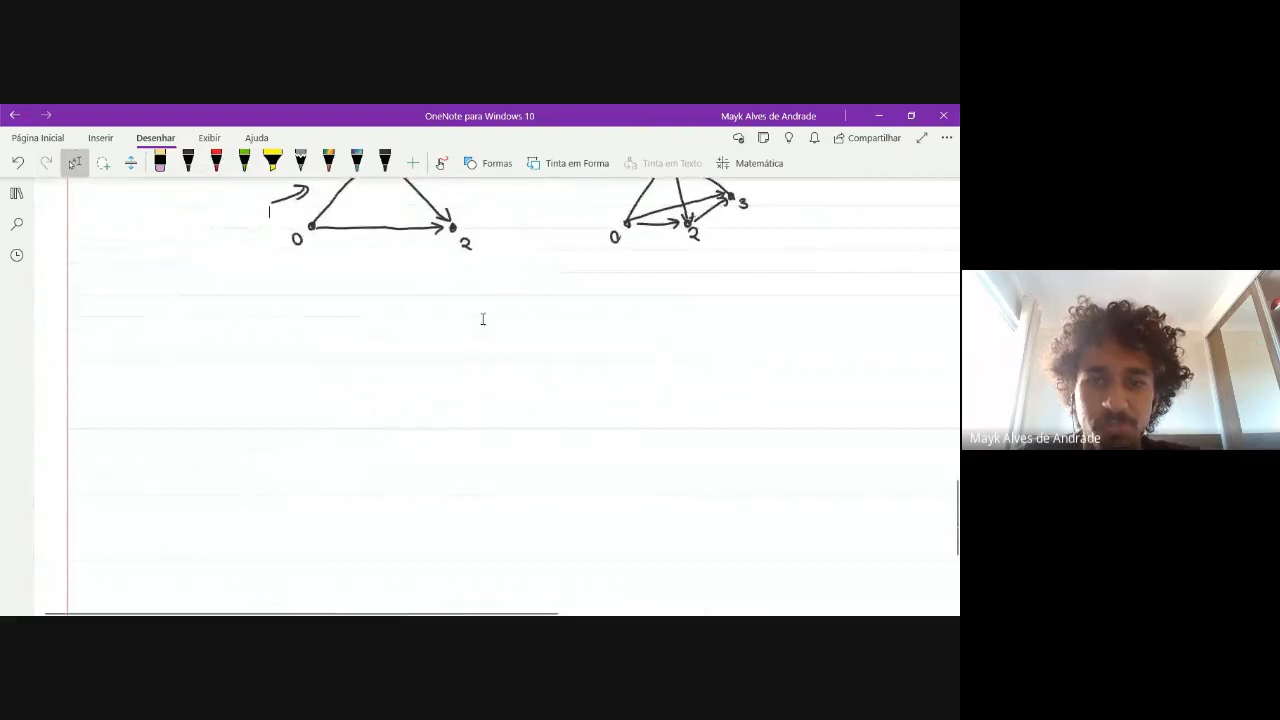 OneNote para Windows 10
Mayk Alves de Andrade
Página Inicial
Inserir
Desenhar
Exibir
Ajuda
Compartilhar
Formas
Tinta em Forma
Tinta em Texto
Matemática
0
2
0
2
3
Mayk Alves de Andrade